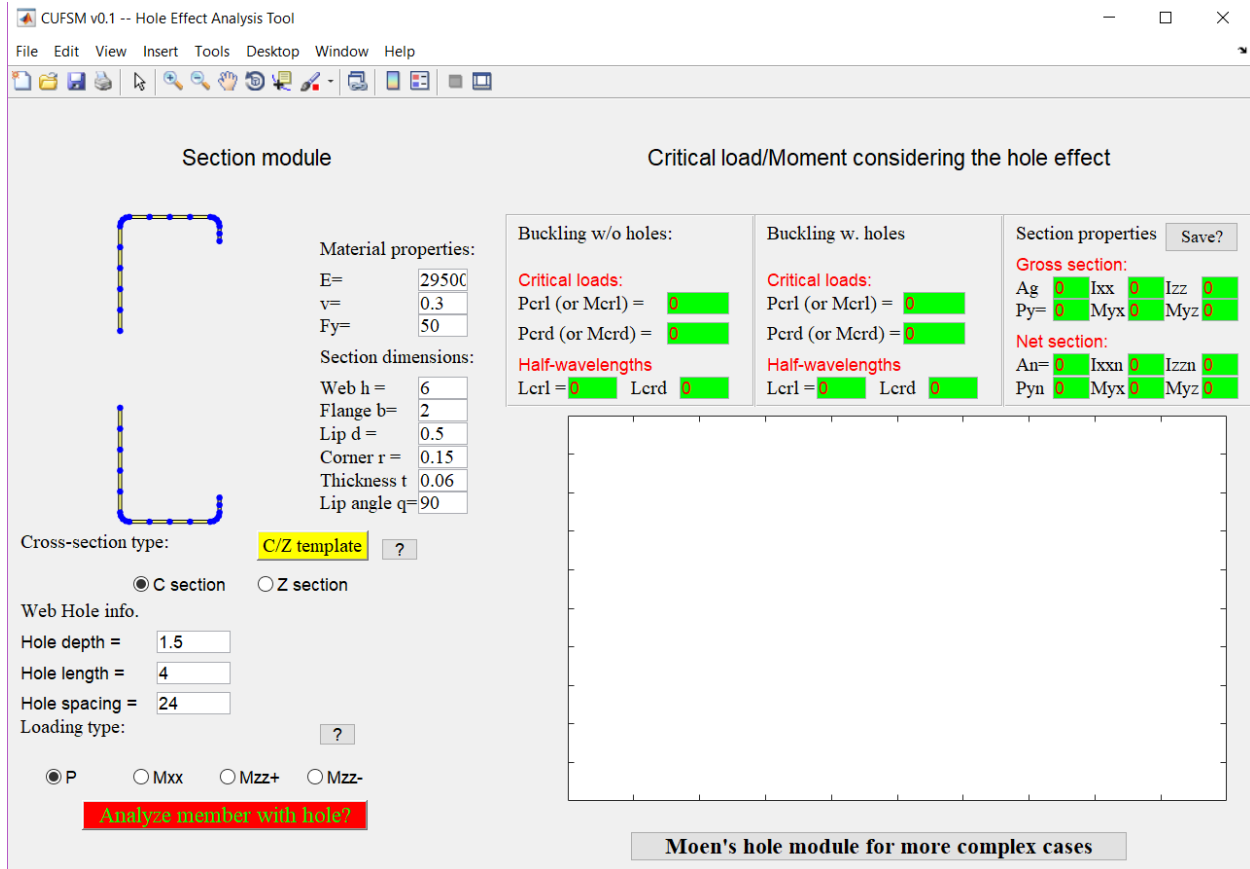 CUFSM v0.1 -- Hole Effect Analysis Tool
File Edit View Insert Tools Desktop Window Help
Section module
Material properties:
E= 29500
v= 0.3
Fy= 50
Section dimensions:
Web h = 6
Flange b= 2
Lip d = 0.5
Corner r = 0.15
Thickness t 0.06
Lip angle q= 90
Cross-section type: C/Z template ?
C section Z section
Web Hole info.
Hole depth = 1.5
Hole length = 4
Hole spacing = 24
Loading type: ?
P Mxx Mzz+ Mzz-
Analyze member with hole?
Critical load/Moment considering the hole effect
Buckling w/o holes:
Critical loads:
Pcrl (or Mcrl) = 0
Pcrd (or Mcrd) = 0
Half-wavelengths
Lcrl = 0 Lcrd 0
Buckling w. holes
Critical loads:
Pcrl (or Mcrl) = 0
Pcrd (or Mcrd) = 0
Half-wavelengths
Lcrl = 0 Lcrd 0
Section properties Save?
Gross section:
Ag 0 Ixx 0 Izz 0
Py= 0 Myx 0 Myz 0
Net section:
An= 0 Ixxn 0 Izzn 0
Pyn 0 Myx 0 Myz 0
Moen's hole module for more complex cases